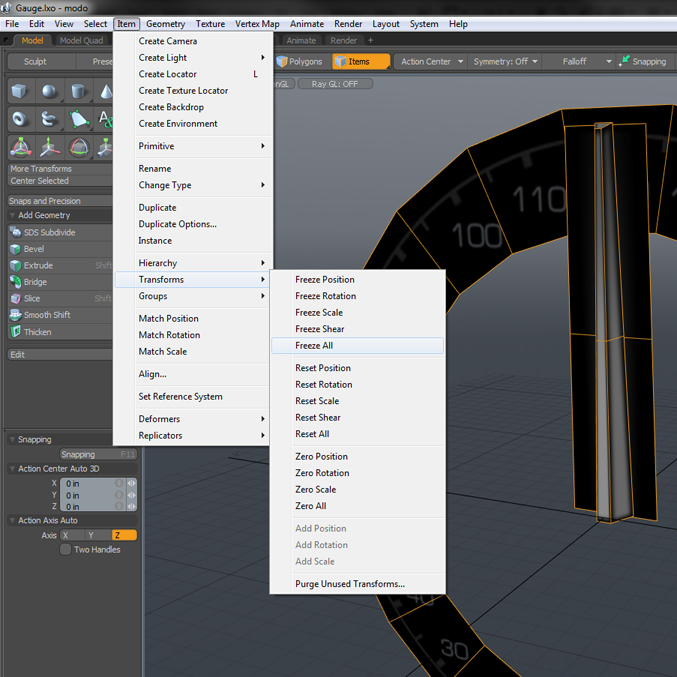 Gauge.lxo - modo
File Edit View Select Item Geometry Texture Vertex Map Animate Render Layout System Help
Model Model Quad Animate Render +
Sculpt Prese Polygons Items Action Center Symmetry: Off Falloff Snapping
nGL Ray GL: OFF
More Transforms
Center Selected
Snaps and Precision
Add Geometry
SDS Subdivide
Bevel
Extrude Shift
Bridge
Slice Shift
Smooth Shift
Thicken
Edit
Snapping
Snapping F11
Action Center Auto 3D
X 0 in
Y 0 in
Z 0 in
Action Axis Auto
Axis X Y Z
Two Handles
Create Camera
Create Light
Create Locator L
Create Texture Locator
Create Backdrop
Create Environment
Primitive
Rename
Change Type
Duplicate
Duplicate Options...
Instance
Hierarchy
Transforms
Groups
Match Position
Match Rotation
Match Scale
Align...
Set Reference System
Deformers
Replicators
Freeze Position
Freeze Rotation
Freeze Scale
Freeze Shear
Freeze All
Reset Position
Reset Rotation
Reset Scale
Reset Shear
Reset All
Zero Position
Zero Rotation
Zero Scale
Zero All
Add Position
Add Rotation
Add Scale
Purge Unused Transforms...
110
100
40
30